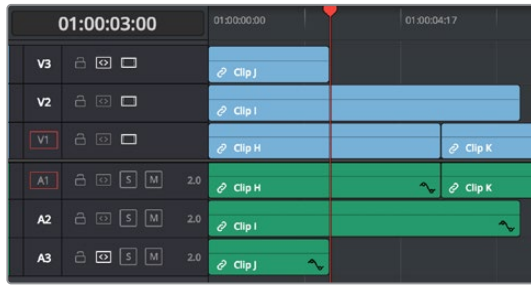 01:00:03:00
01:00:00:00
01:00:04:17
V3
Clip J
V2
Clip I
V1
Clip H
Clip K
A1
S
M
2.0
Clip H
Clip K
A2
S
M
2.0
Clip I
A3
S
M
2.0
Clip J